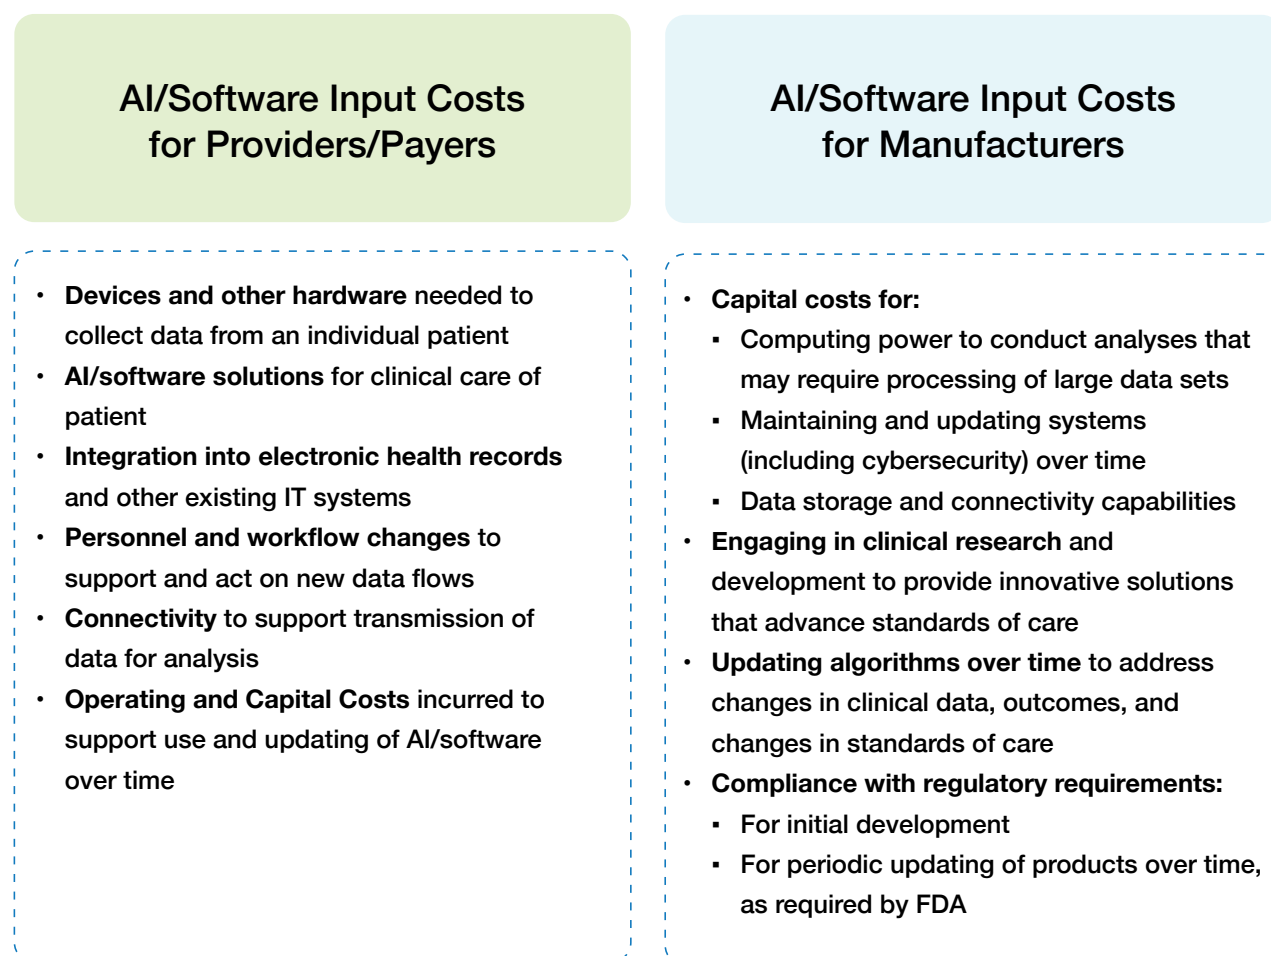 AI/Software Input Costs
for Providers/Payers
• Devices and other hardware needed to
collect data from an individual patient
• AI/software solutions for clinical care of
patient
• Integration into electronic health records
and other existing IT systems
• Personnel and workflow changes to
support and act on new data flows
• Connectivity to support transmission of
data for analysis
• Operating and Capital Costs incurred to
support use and updating of AI/software
over time
AI/Software Input Costs
for Manufacturers
• Capital costs for:
▪ Computing power to conduct analyses that
may require processing of large data sets
▪ Maintaining and updating systems
(including cybersecurity) over time
▪ Data storage and connectivity capabilities
• Engaging in clinical research and
development to provide innovative solutions
that advance standards of care
• Updating algorithms over time to address
changes in clinical data, outcomes, and
changes in standards of care
• Compliance with regulatory requirements:
▪ For initial development
▪ For periodic updating of products over time,
as required by FDA